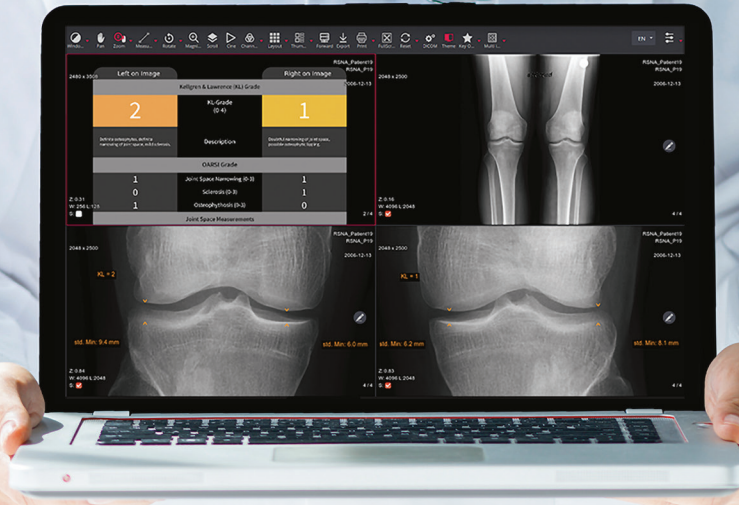 Windo...
Pan
Zoom
Measu...
Rotate
Magni...
Scroll
Cine
Chann...
Layout
Thum...
Forward
Export
Print
FullSc...
Reset
DICOM
Theme
Key O...
Multi l...
EN
2480 x 3508
RSNA_Patient19
RSNA_P19
2006-12-13
Left on Image
Right on Image
Kellgren & Lawrence (KL) Grade
2
KL-Grade
(0-4)
1
Definite osteophytes, definite
narrowing of joint space, mild sclerosis.
Description
Doubtful narrowing of joint space,
possible osteophyte lipping.
OARSI Grade
1
Joint Space Narrowing (0-3)
1
0
Sclerosis (0-3)
1
1
Osteophythosis (0-3)
0
Joint Space Measurements
Z: 0.31
W: 256 L: 128
S:
2/4
2048 x 2500
RSNA_Patient19
RSNA_P19
2006-12-13
Z: 0.16
W: 4096 L: 2048
S:
4/4
2048 x 2500
RSNA_Patient19
RSNA_P19
2006-12-13
KL = 2
std. Min: 9.4 mm
std. Min: 6.0 mm
Z: 0.84
W: 4096 L: 2048
S:
4/4
2048 x 2500
RSNA_Patient19
RSNA_P19
2006-12-13
KL = 1
std. Min: 6.2 mm
std. Min: 8.1 mm
Z: 0.83
W: 4096 L: 2048
S:
4/4